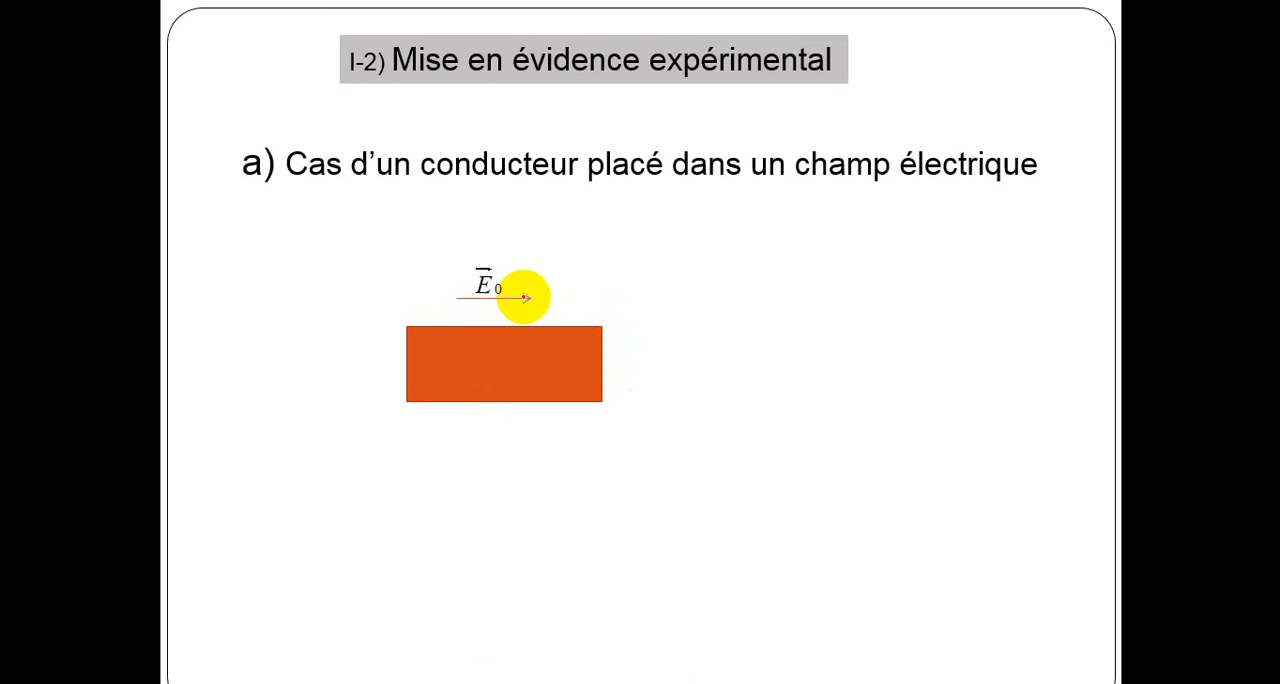 I-2) Mise en évidence expérimental
a) Cas d’un conducteur placé dans un champ électrique
E0